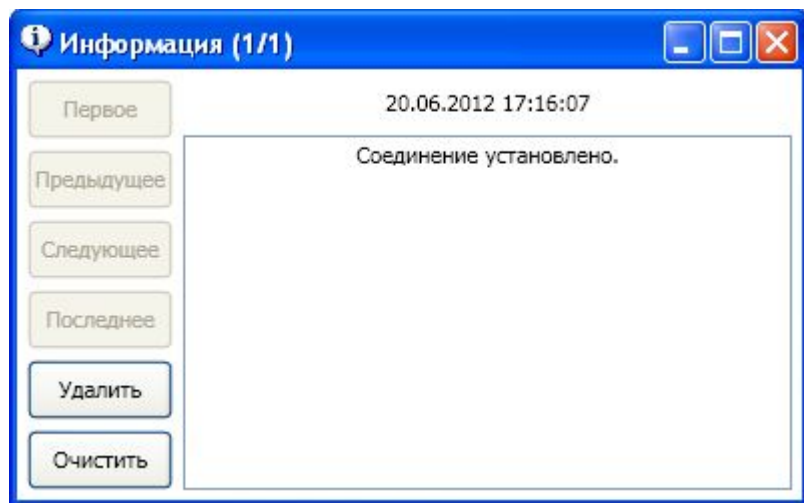 Информация (1/1)
20.06.2012 17:16:07
Первое
Предыдущее
Следующее
Последнее
Удалить
Очистить
Соединение установлено.